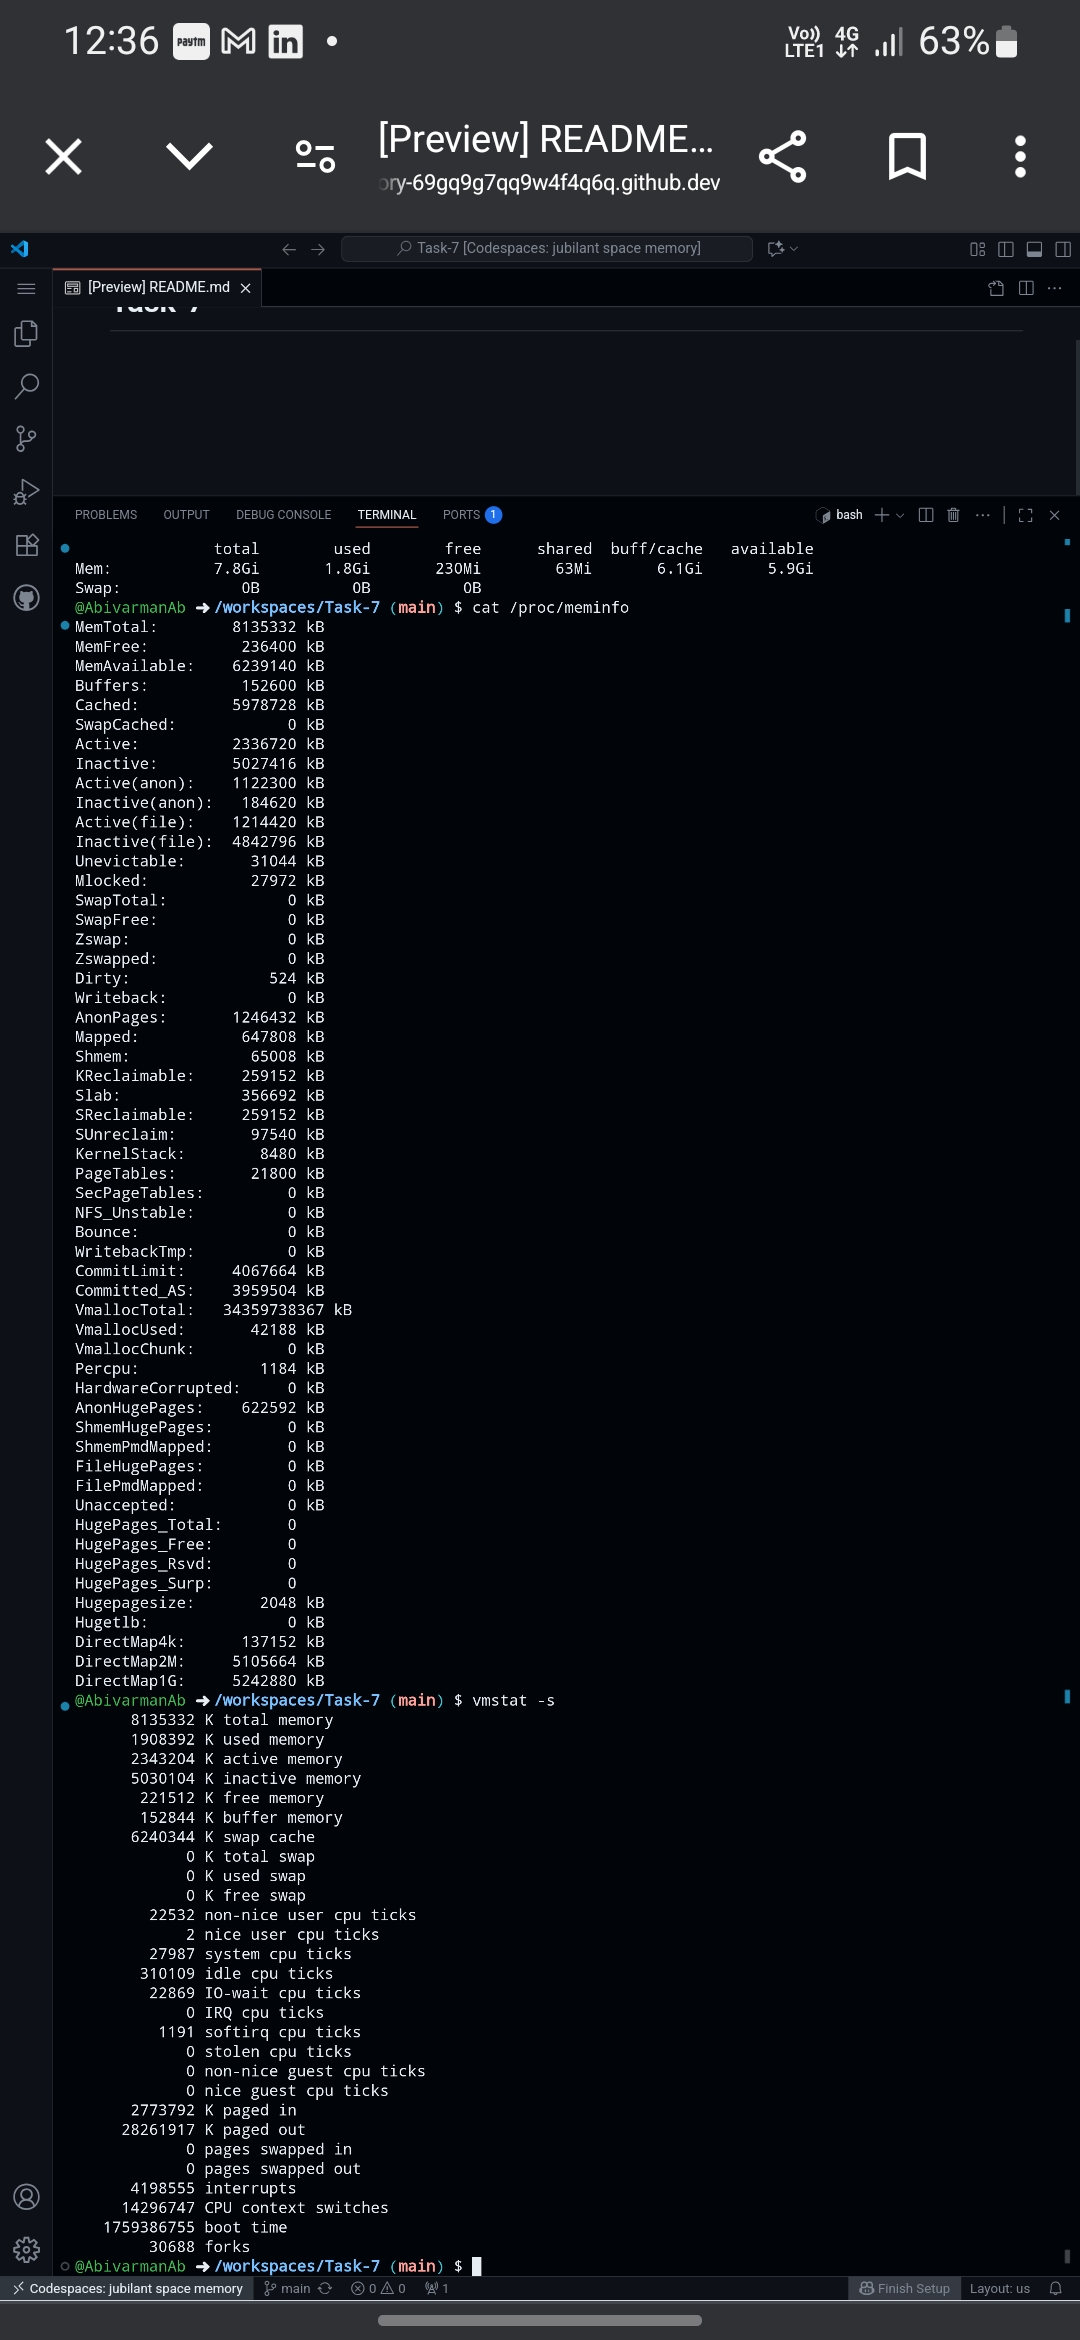 12:36 paytm M in Vo)) LTE1 4G 63%
[Preview] README...
ory-69gq9g7qq9w4f4q6q.github.dev
Task-7 [Codespaces: jubilant space memory]
[Preview] README.md
Task-7
PROBLEMS OUTPUT DEBUG CONSOLE TERMINAL PORTS 1 bash
total used free shared buff/cache available
Mem: 7.8Gi 1.8Gi 230Mi 63Mi 6.1Gi 5.9Gi
Swap: 0B 0B 0B
@AbivarmanAb ➜ /workspaces/Task-7 (main) $ cat /proc/meminfo
MemTotal: 8135332 kB
MemFree: 236400 kB
MemAvailable: 6239140 kB
Buffers: 152600 kB
Cached: 5978728 kB
SwapCached: 0 kB
Active: 2336720 kB
Inactive: 5027416 kB
Active(anon): 1122300 kB
Inactive(anon): 184620 kB
Active(file): 1214420 kB
Inactive(file): 4842796 kB
Unevictable: 31044 kB
Mlocked: 27972 kB
SwapTotal: 0 kB
SwapFree: 0 kB
Zswap: 0 kB
Zswapped: 0 kB
Dirty: 524 kB
Writeback: 0 kB
AnonPages: 1246432 kB
Mapped: 647808 kB
Shmem: 65008 kB
KReclaimable: 259152 kB
Slab: 356692 kB
SReclaimable: 259152 kB
SUnreclaim: 97540 kB
KernelStack: 8480 kB
PageTables: 21800 kB
SecPageTables: 0 kB
NFS_Unstable: 0 kB
Bounce: 0 kB
WritebackTmp: 0 kB
CommitLimit: 4067664 kB
Committed_AS: 3959504 kB
VmallocTotal: 34359738367 kB
VmallocUsed: 42188 kB
VmallocChunk: 0 kB
Percpu: 1184 kB
HardwareCorrupted: 0 kB
AnonHugePages: 622592 kB
ShmemHugePages: 0 kB
ShmemPmdMapped: 0 kB
FileHugePages: 0 kB
FilePmdMapped: 0 kB
Unaccepted: 0 kB
HugePages_Total: 0
HugePages_Free: 0
HugePages_Rsvd: 0
HugePages_Surp: 0
Hugepagesize: 2048 kB
Hugetlb: 0 kB
DirectMap4k: 137152 kB
DirectMap2M: 5105664 kB
DirectMap1G: 5242880 kB
@AbivarmanAb ➜ /workspaces/Task-7 (main) $ vmstat -s
8135332 K total memory
1908392 K used memory
2343204 K active memory
5030104 K inactive memory
221512 K free memory
152844 K buffer memory
6240344 K swap cache
0 K total swap
0 K used swap
0 K free swap
22532 non-nice user cpu ticks
2 nice user cpu ticks
27987 system cpu ticks
310109 idle cpu ticks
22869 IO-wait cpu ticks
0 IRQ cpu ticks
1191 softirq cpu ticks
0 stolen cpu ticks
0 non-nice guest cpu ticks
0 nice guest cpu ticks
2773792 K paged in
28261917 K paged out
0 pages swapped in
0 pages swapped out
4198555 interrupts
14296747 CPU context switches
1759386755 boot time
30688 forks
@AbivarmanAb ➜ /workspaces/Task-7 (main) $
Codespaces: jubilant space memory main 0 0 1 Finish Setup Layout: us